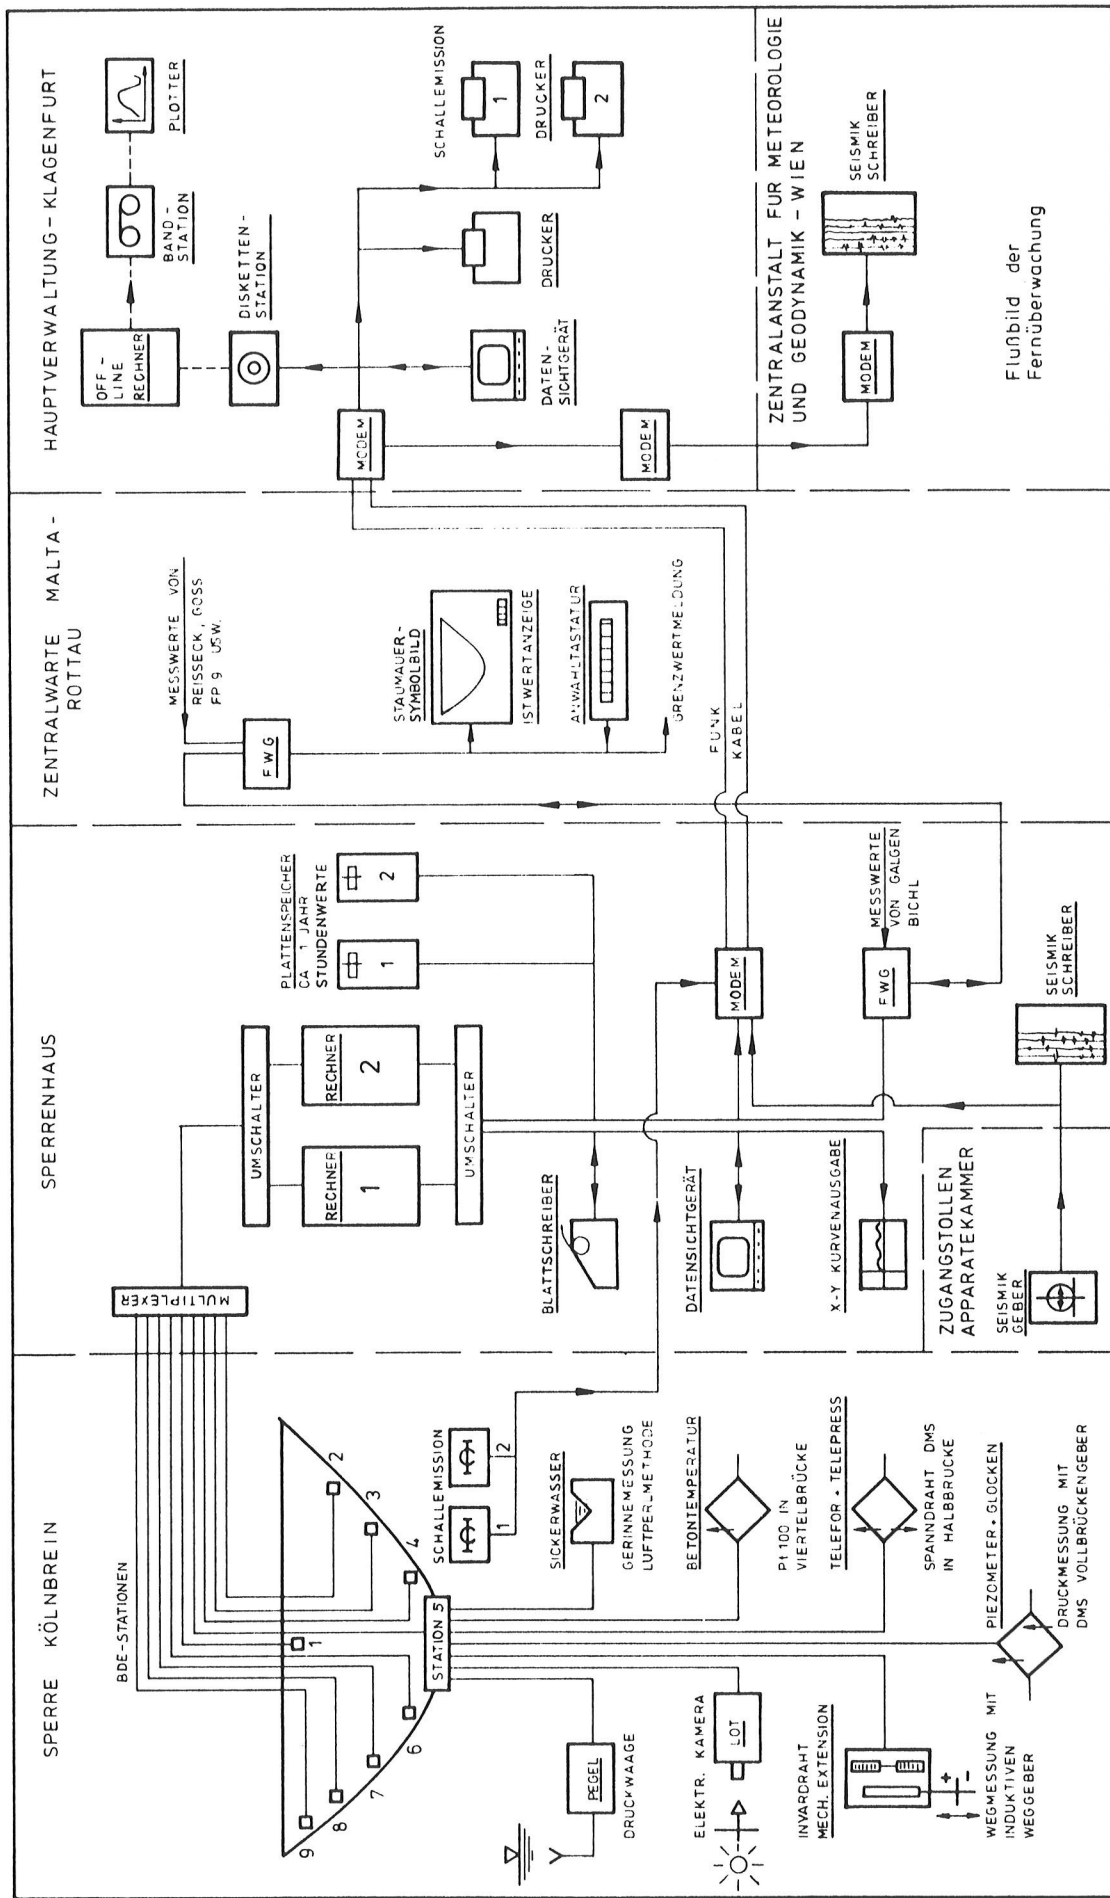 SPERRE KÖLNBREIN
BDE-STATIONEN
9
8
7
6
1
4
3
2
STATION 5
PEGEL
DRUCKWAAGE
ELEKTR. KAMERA
LOT
INVARDRAHT
MECH. EXTENSION
+
-
WEGMESSUNG MIT
INDUKTIVEN
WEGGEBER
SCHALLEMISSION
1
2
SICKERWASSER
GERINNEMESSUNG
LUFTPERLMETHODE
BETONTEMPERATUR
Pt 100 IN
VIERTELBRÜCKE
TELEFOR + TELEPRESS
SPANNDRAHT DMS
IN HALBBRÜCKE
PIEZOMETER + GLOCKEN
DRUCKMESSUNG MIT
DMS VOLLBRÜCKENGEBER
SPERRENHAUS
MULTIPLEXER
UMSCHALTER
RECHNER
1
RECHNER
2
UMSCHALTER
PLATTENSPEICHER
CA 1 JAHR
STUNDENWERTE
1
2
BLATTSCHREIBER
DATENSICHTGERÄT
X-Y KURVENAUSGABE
MODEM
FWG
MESSWERTE
VON GALGEN
BICHL
SEISMIK
SCHREIBER
ZUGANGSTOLLEN
APPARATEKAMMER
SEISMIK
GEBER
ZENTRALWARTE MALTA-
ROTTAU
MESSWERTE VON
REISSECK, GOSS
FP 9 USW.
FWG
STAUMAUER-
SYMBOLBILD
ISTWERTANZEIGE
ANWAHLTASTATUR
GRENZWERTMELDUNG
FUNK
KABEL
HAUPTVERWALTUNG-KLAGENFURT
OFF-
LINE
RECHNER
BAND-
STATION
PLOTTER
DISKETTEN-
STATION
MODEM
DATEN-
SICHTGERÄT
DRUCKER
SCHALLEMISSION
1
DRUCKER
2
MODEM
ZENTRALANSTALT FÜR METEOROLOGIE
UND GEODYNAMIK - WIEN
MODEM
SEISMIK
SCHREIBER
Flußbild der
Fernüberwachung